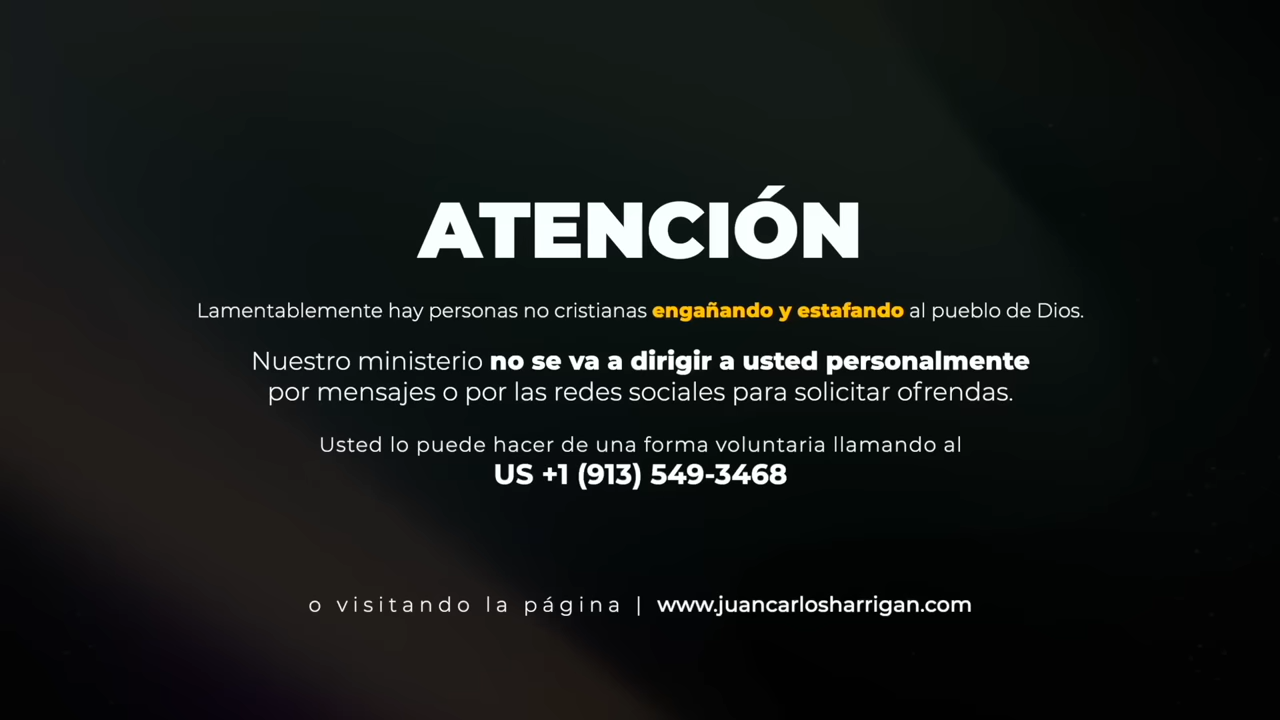 ATENCIÓN
Lamentablemente hay personas no cristianas engañando y estafando al pueblo de Dios.
Nuestro ministerio no se va a dirigir a usted personalmente
por mensajes o por las redes sociales para solicitar ofrendas.
Usted lo puede hacer de una forma voluntaria llamando al
US +1 (913) 549-3468
o visitando la página | www.juancarlosharrigan.com